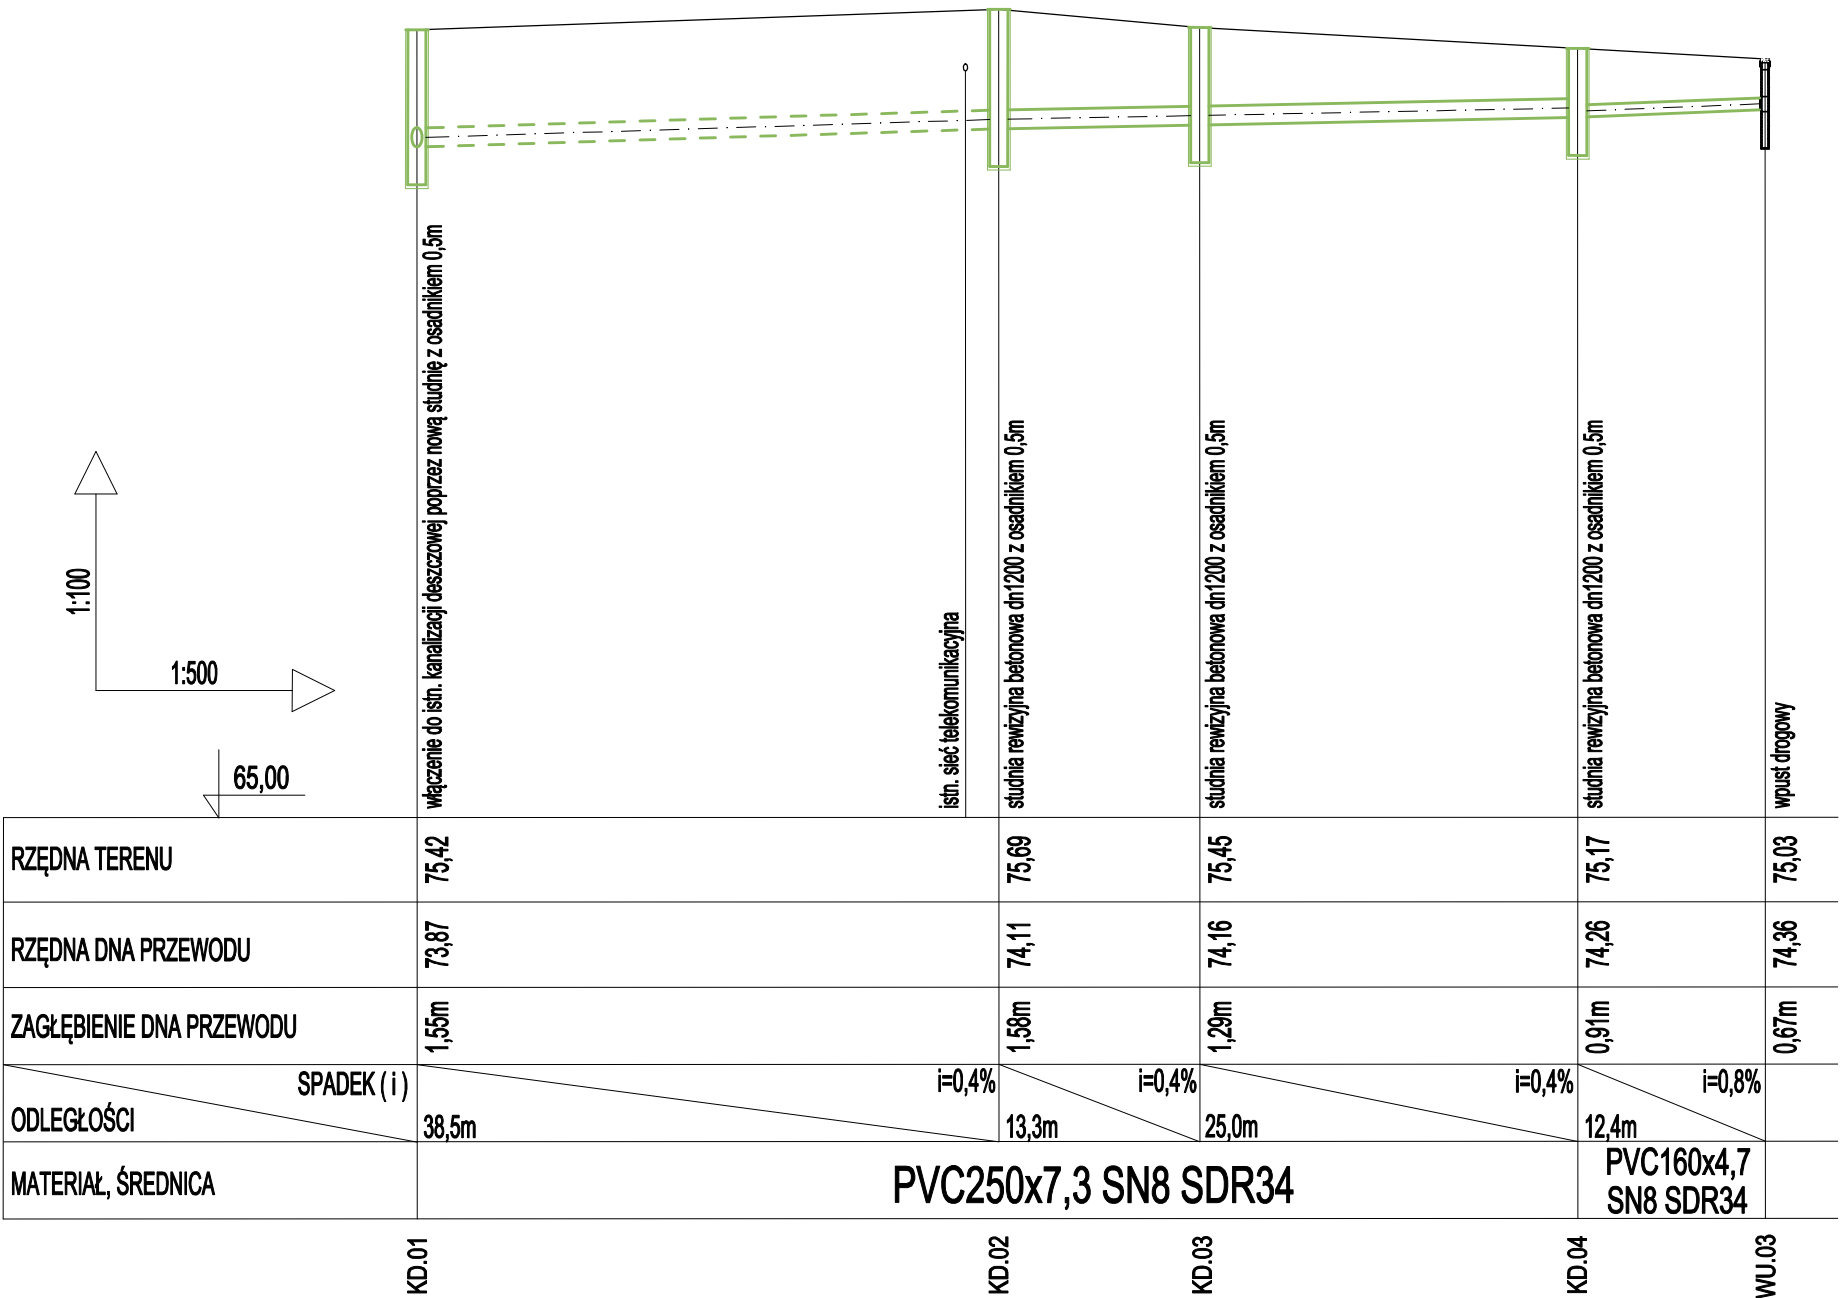 włączenie do istn. kanalizacji deszczowej poprzez nową studnię z osadnikiem 0,5m
istn. sieć telekomunikacyjna
studnia rewizyjna betonowa dn1200 z osadnikiem 0,5m
studnia rewizyjna betonowa dn1200 z osadnikiem 0,5m
studnia rewizyjna betonowa dn1200 z osadnikiem 0,5m
wpust drogowy
1:100
1:500
65,00
RZĘDNA TERENU 75,42 75,69 75,45 75,17 75,03
RZĘDNA DNA PRZEWODU 73,87 74,11 74,16 74,26 74,36
ZAGŁĘBIENIE DNA PRZEWODU 1,55m 1,58m 1,29m 0,91m 0,67m
SPADEK ( i ) i=0,4% i=0,4% i=0,4% i=0,8%
ODLEGŁOŚCI 38,5m 13,3m 25,0m 12,4m
MATERIAŁ, ŚREDNICA PVC250x7,3 SN8 SDR34
PVC160x4,7
SN8 SDR34
KD.01 KD.02 KD.03 KD.04 WU.03